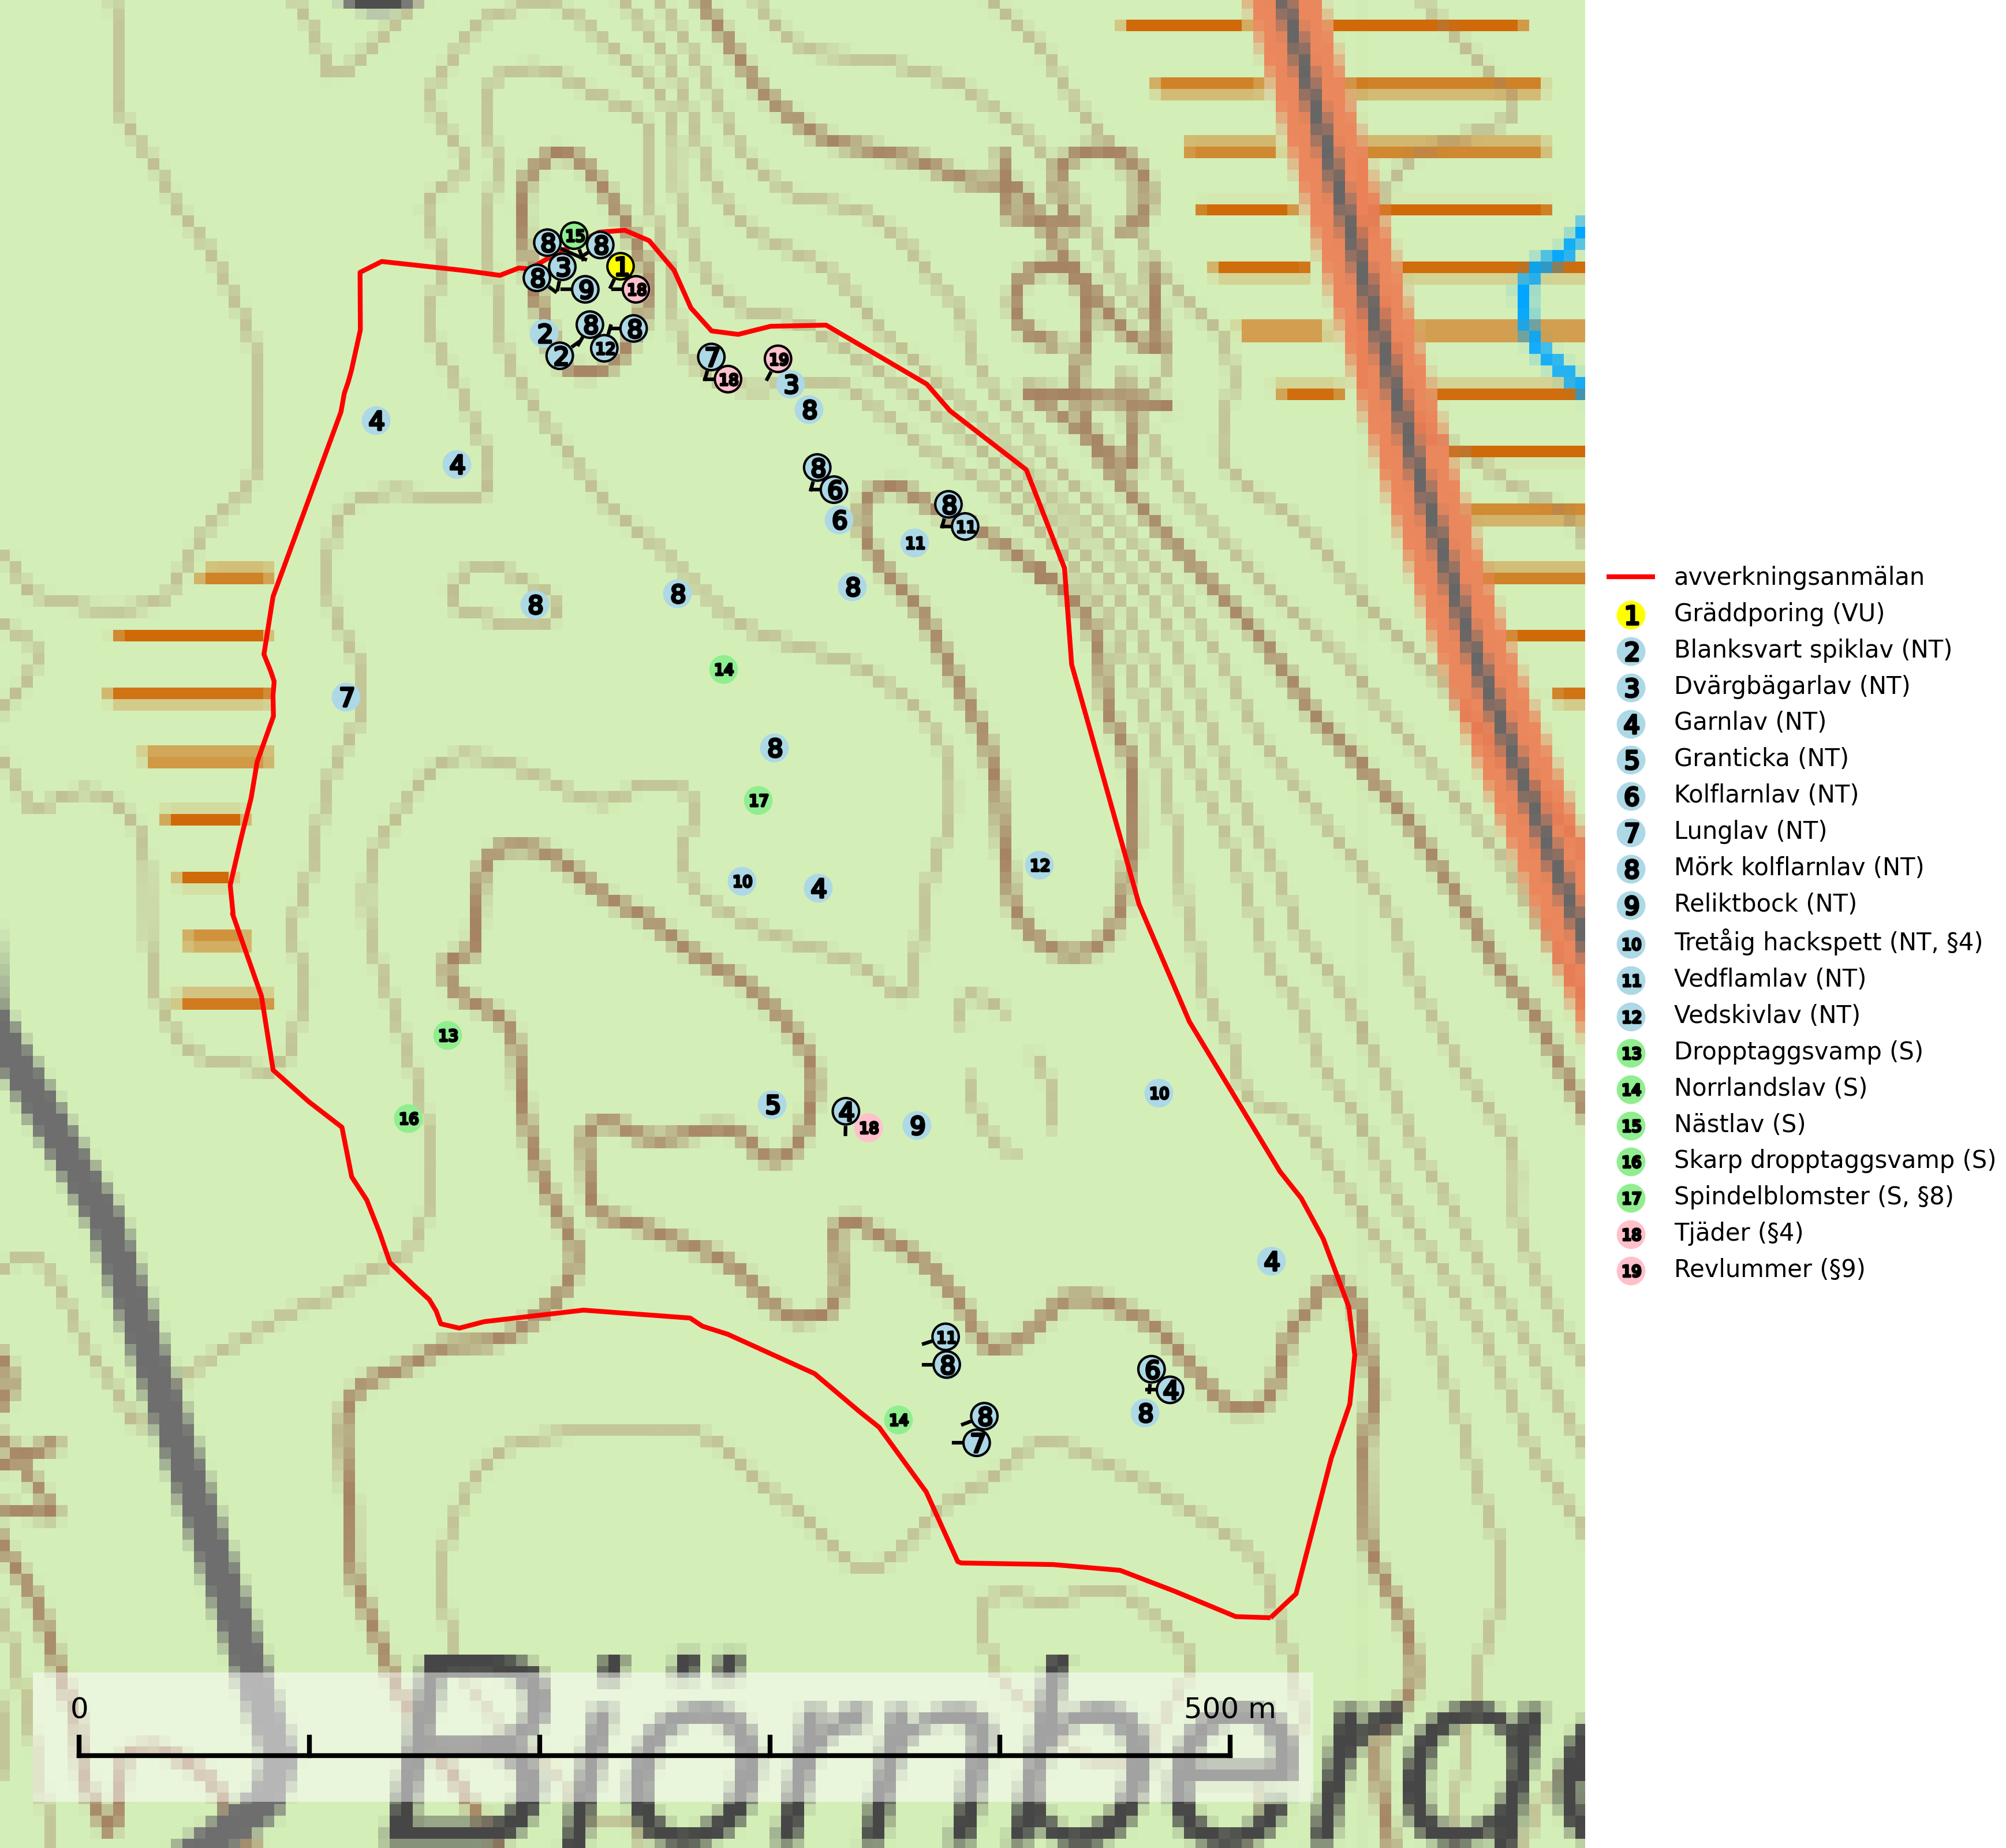 8 15 8
3 1
8 9 18
2 8 8
2 12
7 19
18 3
8
4
4
8
6
6 8
11 11
8 8 8
7
14
8
17
10 4 12
13
5 4 10
16 18 9
4
11
8 6
4
14 8 8
7
0 500 m
Björnberg
avverkningsanmälan
1 Gräddporing (VU)
2 Blanksvart spiklav (NT)
3 Dvärgbägarlav (NT)
4 Garnlav (NT)
5 Granticka (NT)
6 Kolflarnlav (NT)
7 Lunglav (NT)
8 Mörk kolflarnlav (NT)
9 Reliktbock (NT)
10 Tretåig hackspett (NT, §4)
11 Vedflamlav (NT)
12 Vedskivlav (NT)
13 Dropptaggsvamp (S)
14 Norrlandslav (S)
15 Nästlav (S)
16 Skarp dropptaggsvamp (S)
17 Spindelblomster (S, §8)
18 Tjäder (§4)
19 Revlummer (§9)